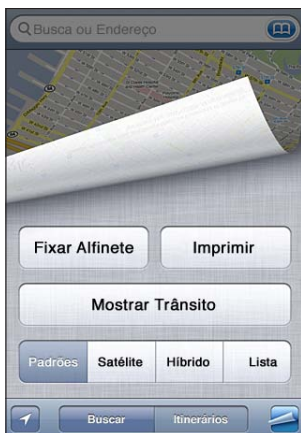 Busca ou Endereço
Fixar Alfinete
Imprimir
Mostrar Trânsito
Padrões
Satélite
Híbrido
Lista
Buscar
Itinerários